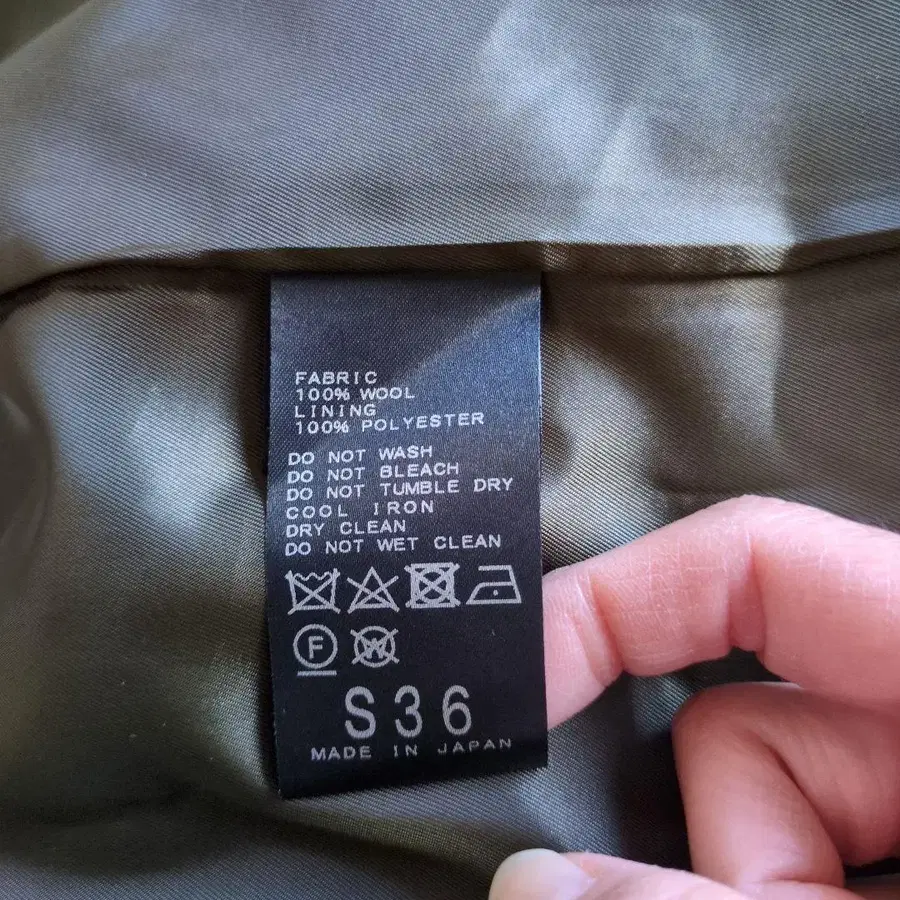 FABRIC
100% WOOL
LINING
100% POLYESTER
DO NOT WASH
DO NOT BLEACH
DO NOT TUMBLE DRY
COOL IRON
DRY CLEAN
DO NOT WET CLEAN
F W
S36
MADE IN JAPAN